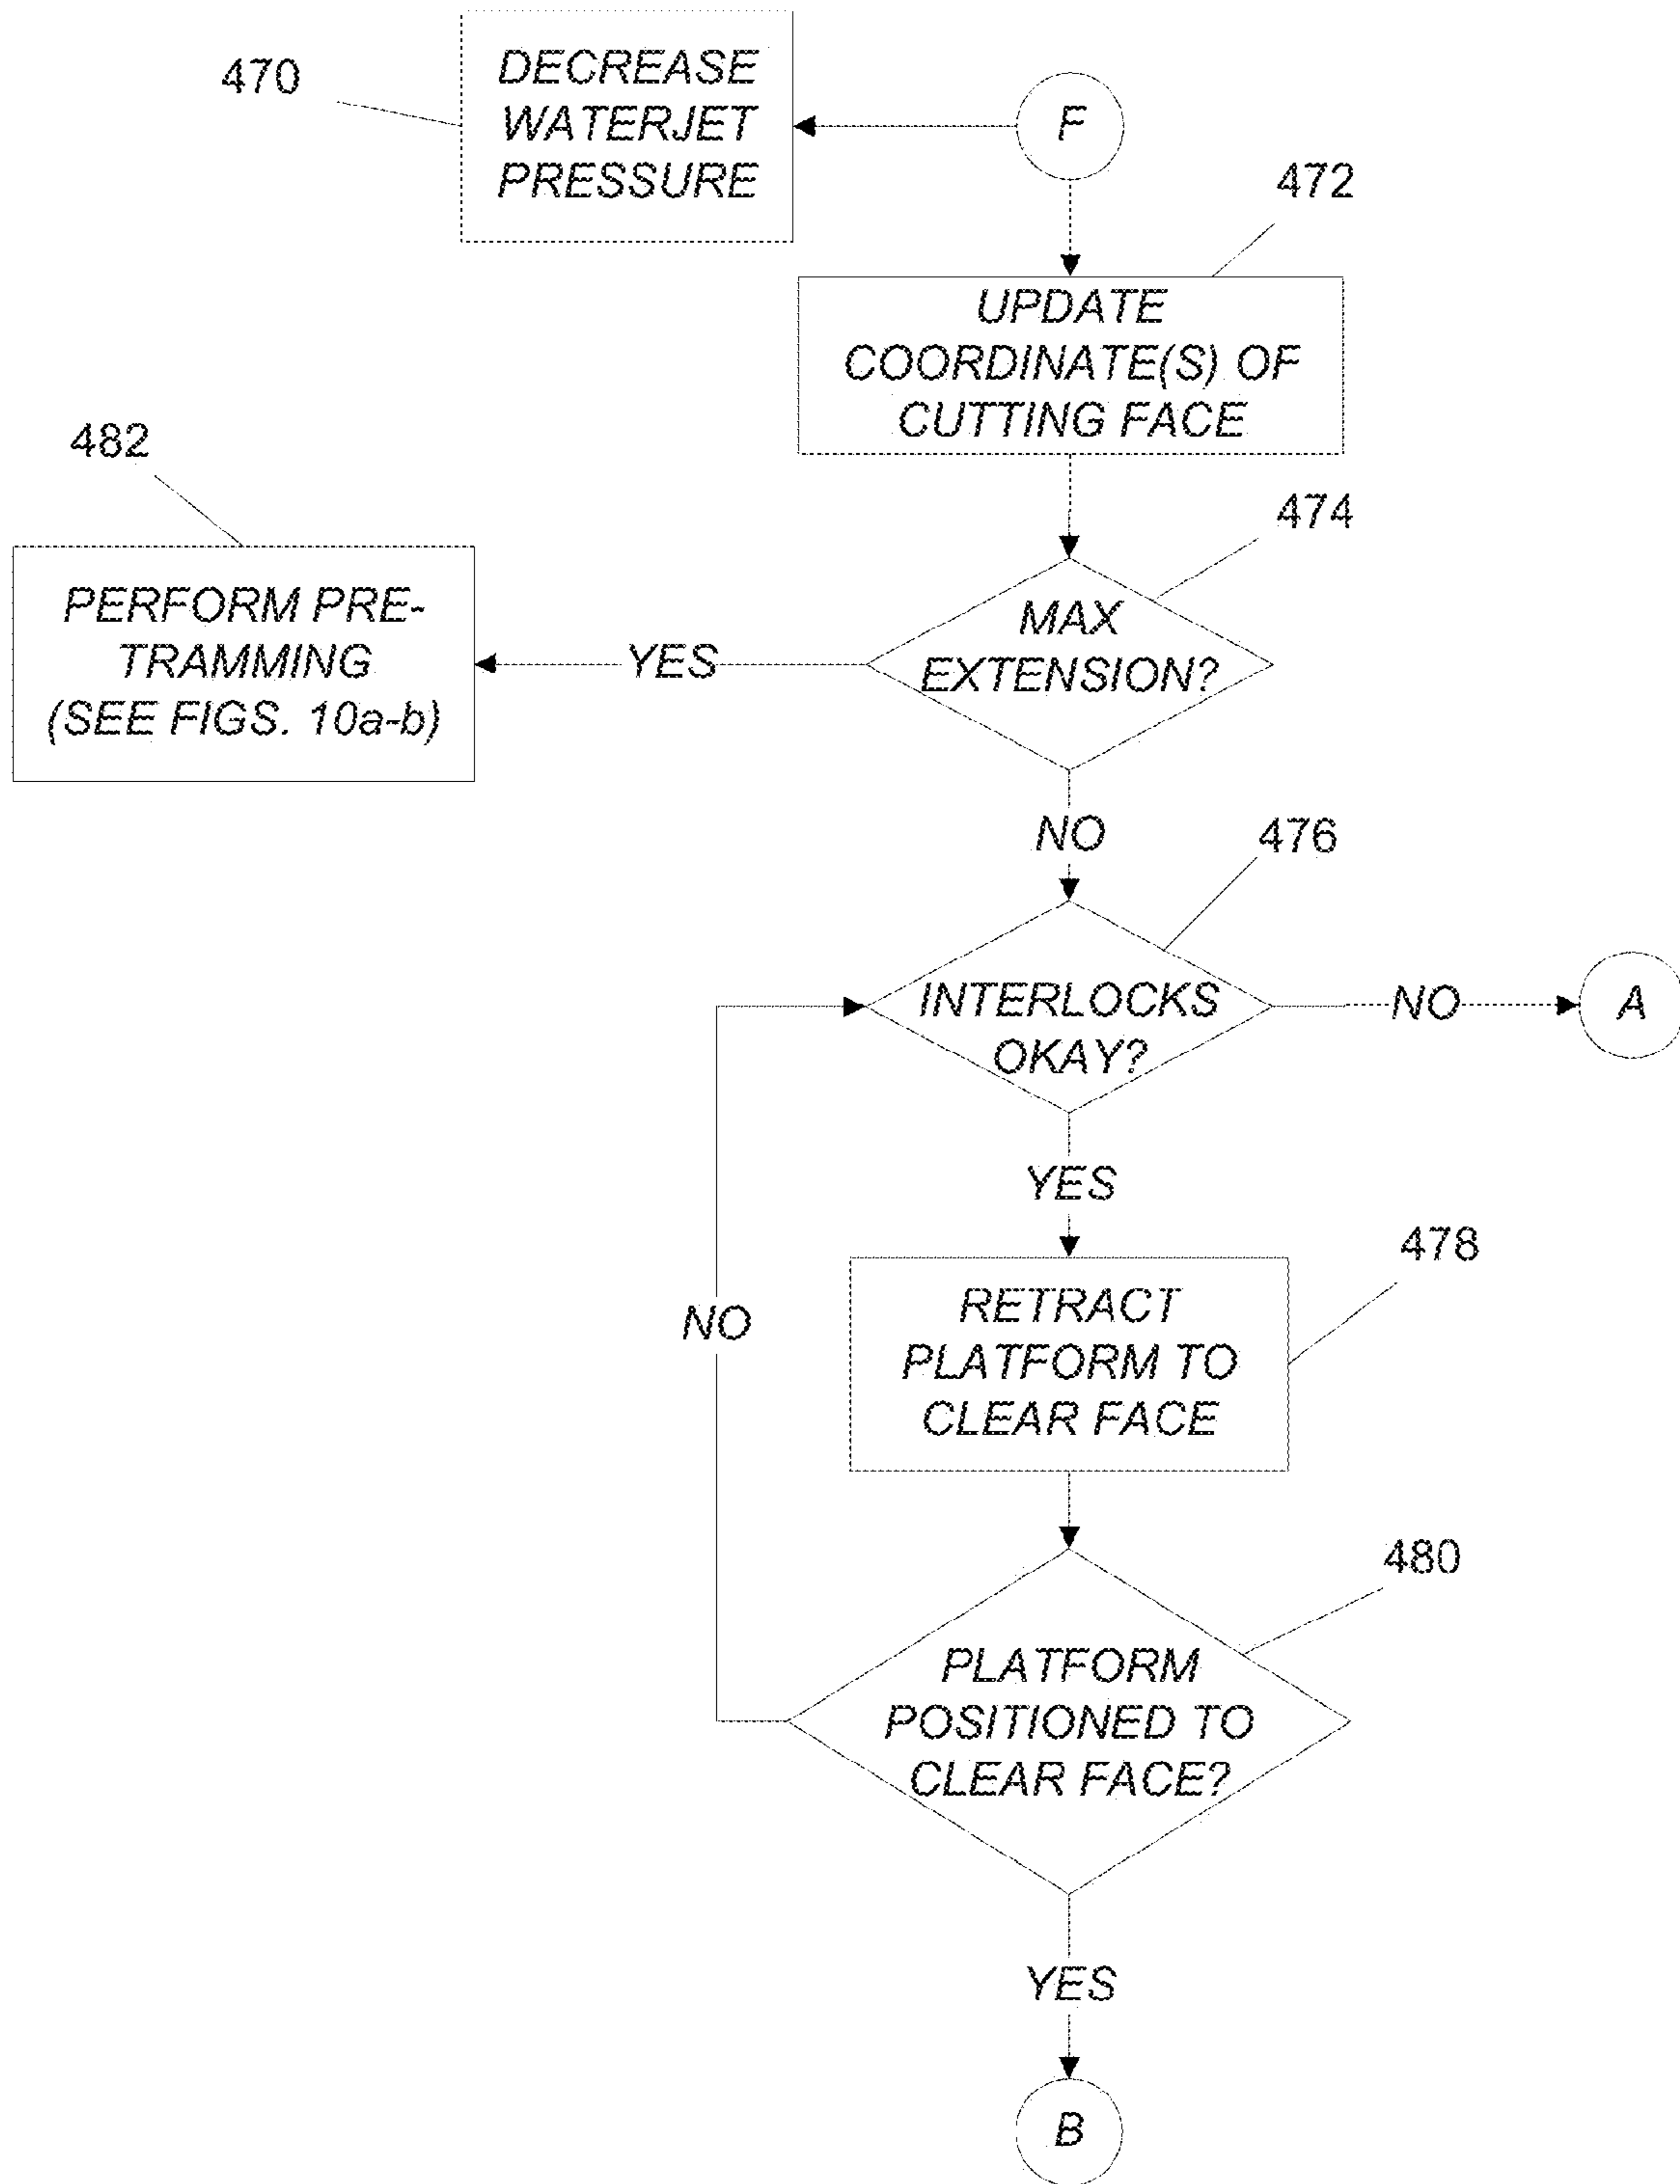 470
DECREASE
WATERJET
PRESSURE
F
472
UPDATE
COORDINATE(S) OF
CUTTING FACE
482
474
PERFORM PRE-
TRAMMING
(SEE FIGS. 10a-b)
YES
MAX
EXTENSION?
NO
476
INTERLOCKS
OKAY?
NO
A
YES
478
NO
RETRACT
PLATFORM TO
CLEAR FACE
480
PLATFORM
POSITIONED TO
CLEAR FACE?
YES
B